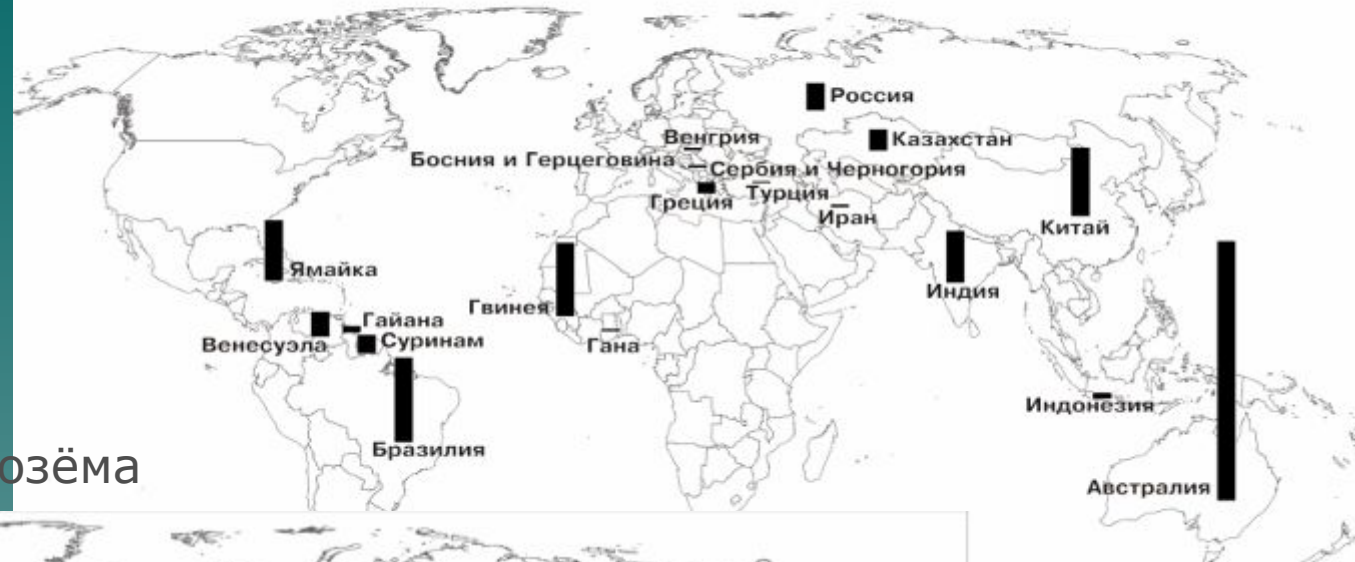 Россия
Венгрия
Казахстан
Босния и Герцеговина
Сербия и Черногория
Турция
Греция
Иран
Китай
Ямайка
Индия
Гвинея
Гайана
Венесуэла
Суринам
Гана
Индонезия
Бразилия
озёма
Австралия